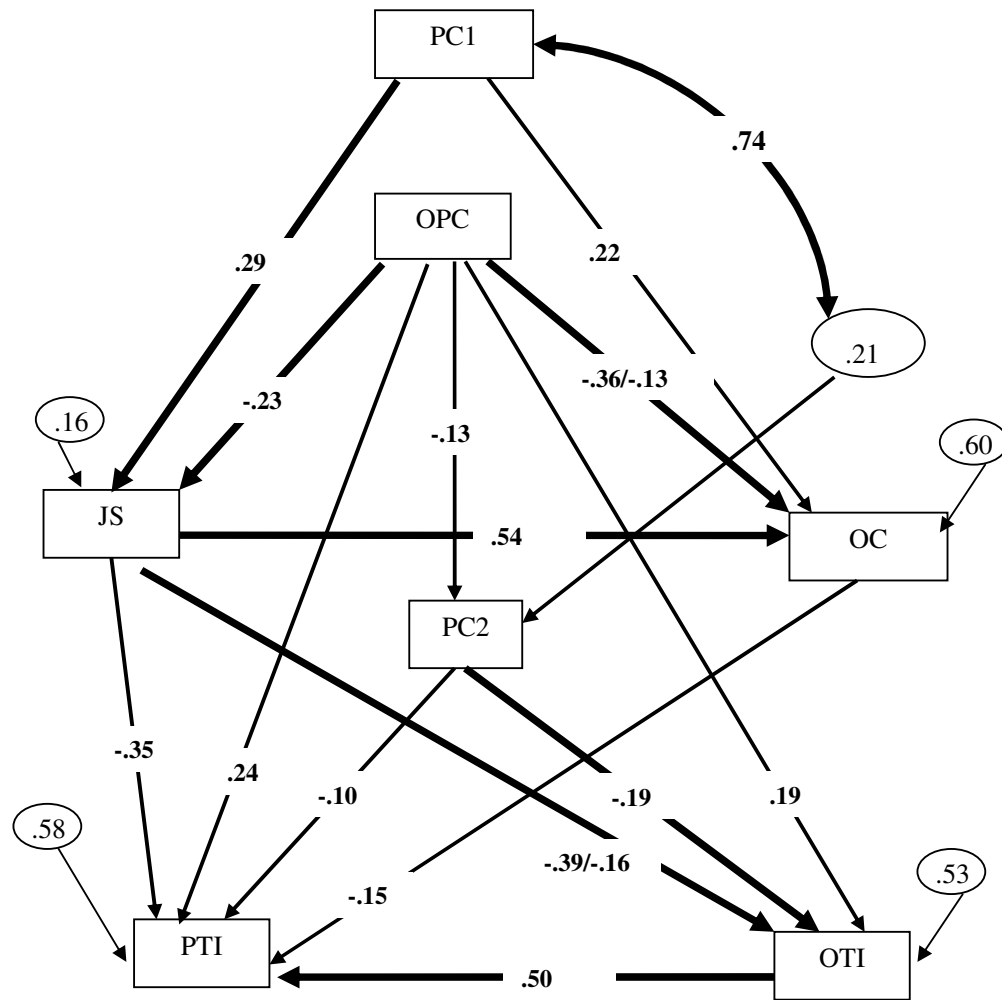 PC1
.74
OPC
.29
.22
.21
-.36/-.13
-.23
.16
-.13
.60
JS
.54
OC
PC2
-.35
.24
-.10
-.19
.19
.58
-.39/-.16
-.15
.53
PTI
OTI
.50